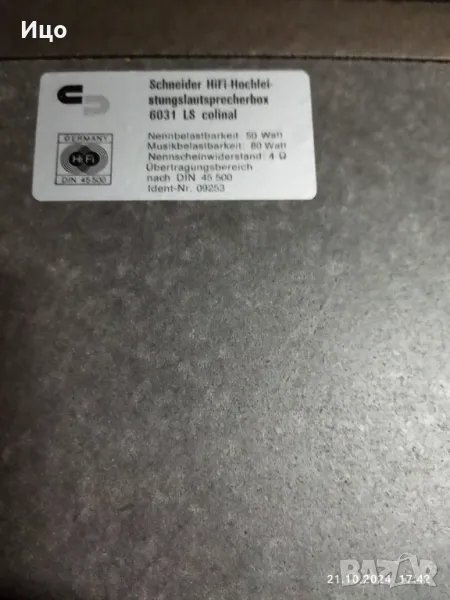 Ицо
Schneider HiFi-Hochlei-
stungslautsprecherbox
6031 LS colinal
GERMANY
HiFi
DIN 45 500
Nennbelastbarkeit 50 Watt
Musikbelastbarkeit: 80 Watt
Nennscheinwiderstand: 4 Ω
Übertragungsbereich
nach DIN 45 500
Ident-Nr. 09253
BAZAR
21.10.2024 17:42